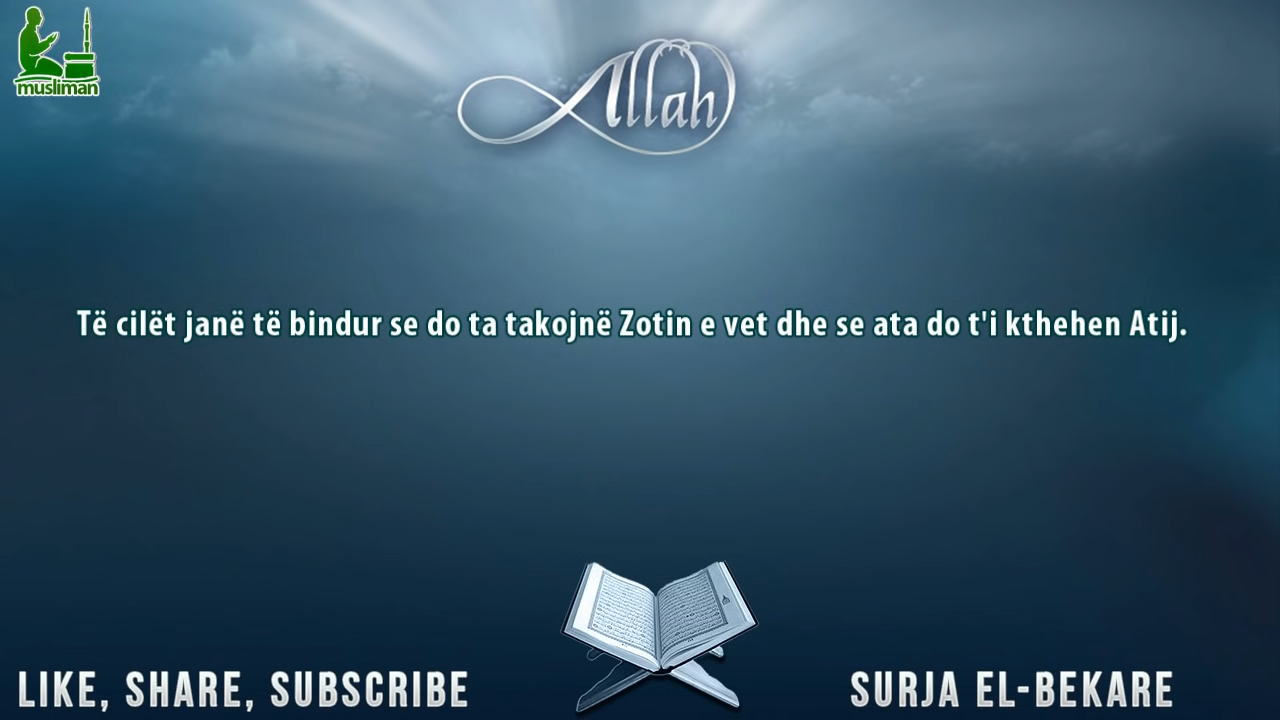 musliman
Allah
Të cilët janë të bindur se do ta takojnë Zotin e vet dhe se ata do t'i kthehen Atij.
LIKE, SHARE, SUBSCRIBE
SURJA EL-BEKARE